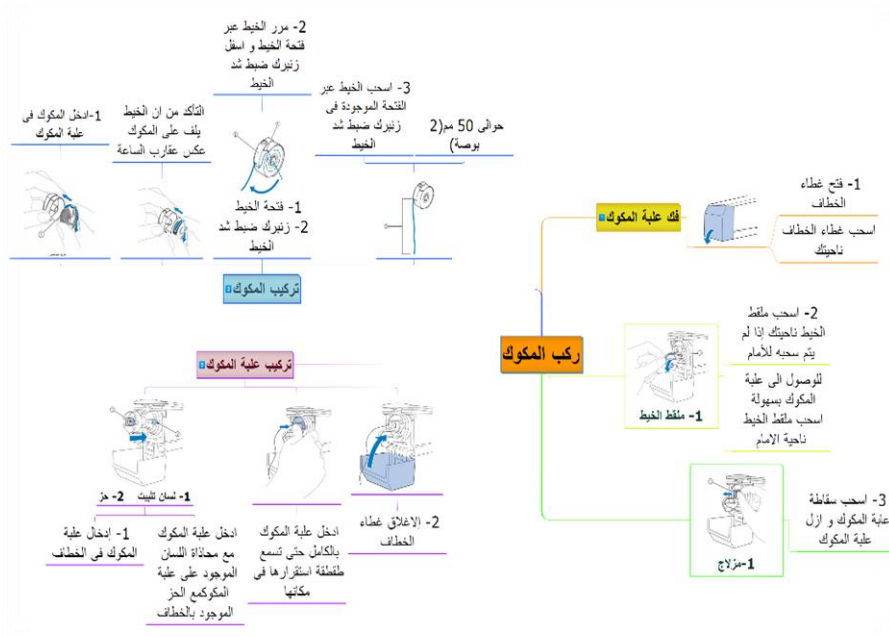 ركب المكوك
فك علبة المكوك
1- فتح غطاء
الخطاف
اسحب غطاء الخطاف
ناحيتك
2- اسحب ملقط
الخيط ناحيتك إذا لم
يتم سحبه للأمام
للوصول الى علبة
المكوك بسهولة
اسحب ملقط الخيط
ناحية الامام
1- ملقط الخيط
3- اسحب سقاطة
علبة المكوك و ازل
علبة المكوك
1-مزلاج
تركيب المكوك
1-ادخل المكوك فى
علبة المكوك
التأكد من ان الخيط
يلف على المكوك
عكس عقارب الساعة
2- مرر الخيط عبر
فتحة الخيط و اسفل
زنبرك ضبط شد
الخيط
1- فتحة الخيط
2- زنبرك ضبط شد
الخيط
3- اسحب الخيط عبر
الفتحة الموجودة فى
زنبرك ضبط شد
الخيط
حوالى 50 مم(2
بوصة)
تركيب علبة المكوك
1- لسان تثبيت 2- حز
1- إدخال علبة
المكوك فى الخطاف
ادخل علبة المكوك
مع محاذاة اللسان
الموجود على علبة
المكوكمع الحز
الموجود بالخطاف
ادخل علبة المكوك
بالكامل حتى تسمع
طقطقة استقرارها في
مكانها
2- الاغلاق غطاء
الخطاف